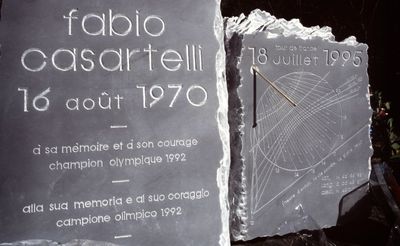 fabio
casartelli
16 août 1970
à sa mémoire et à son courage
champion olympique 1992
alla sua memoria e al suo coraggio
campione olimpico 1992
tour de france
18 juillet 1995